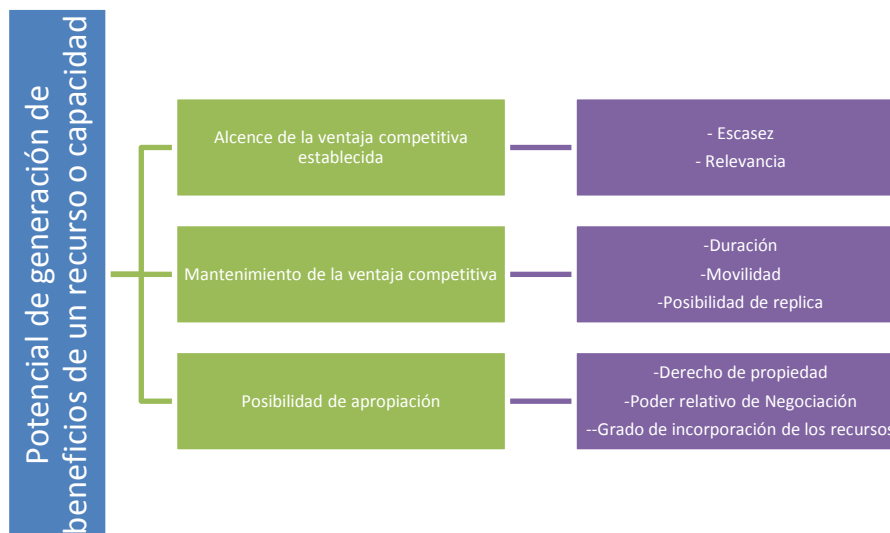 Potencial de generación de
beneficios de un recurso o capacidad
Alcence de la ventaja competitiva
establecida
- Escasez
- Relevancia
Mantenimiento de la ventaja competitiva
-Duración
-Movilidad
-Posibilidad de replica
Posibilidad de apropiación
-Derecho de propiedad
-Poder relativo de Negociación
--Grado de incorporación de los recursos